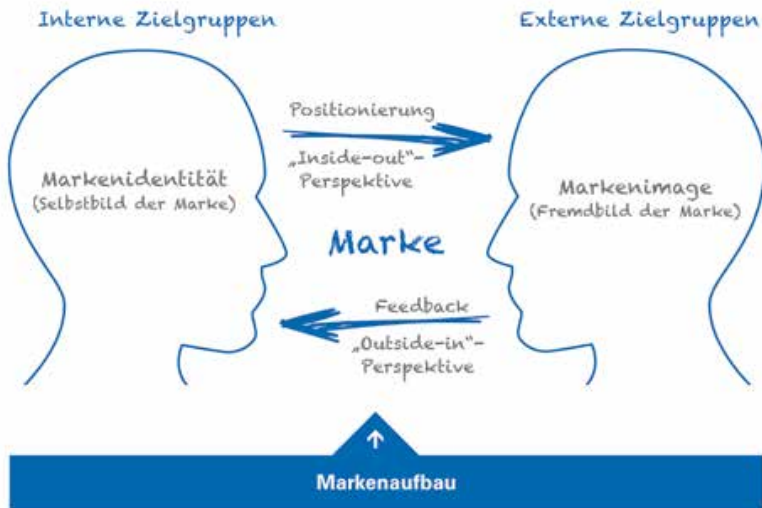 Interne Zielgruppen
Externe Zielgruppen
Positionierung
„Inside-out“-
Perspektive
Markenidentität
(Selbstbild der Marke)
Markenimage
(Fremdbild der Marke)
Marke
Feedback
„Outside-in“-
Perspektive
Markenaufbau